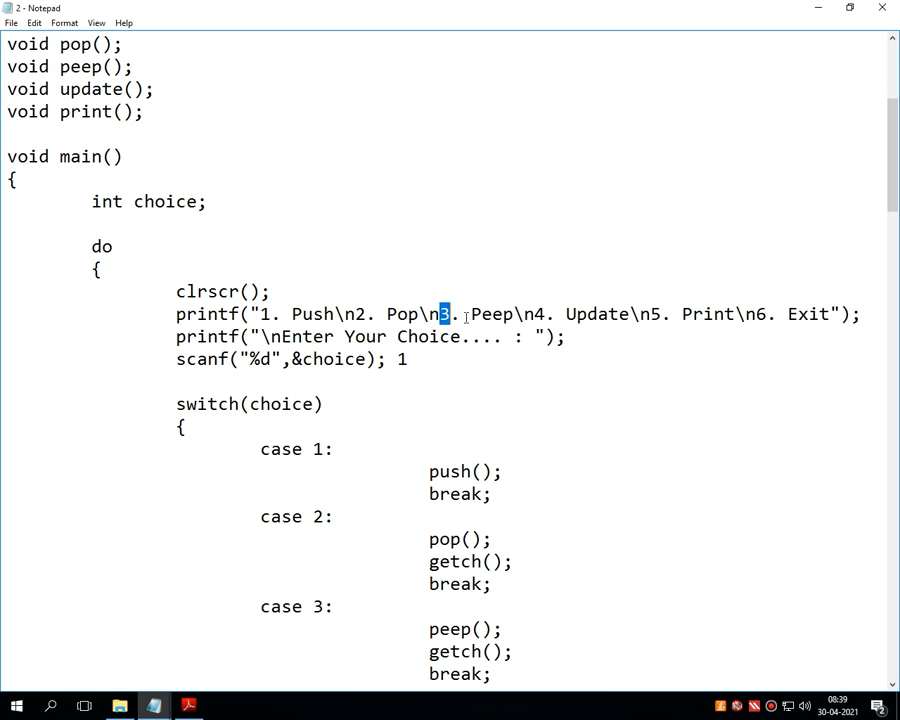 2 - Notepad
File Edit Format View Help
void pop();
void peep();
void update();
void print();
void main()
{
int choice;
do
{
clrscr();
printf("1. Push\n2. Pop\n3. Peep\n4. Update\n5. Print\n6. Exit");
printf("\nEnter Your Choice.... : ");
scanf("%d",&choice); 1
switch(choice)
{
case 1:
push();
break;
case 2:
pop();
getch();
break;
case 3:
peep();
getch();
break;
08:39
30-04-2021
2